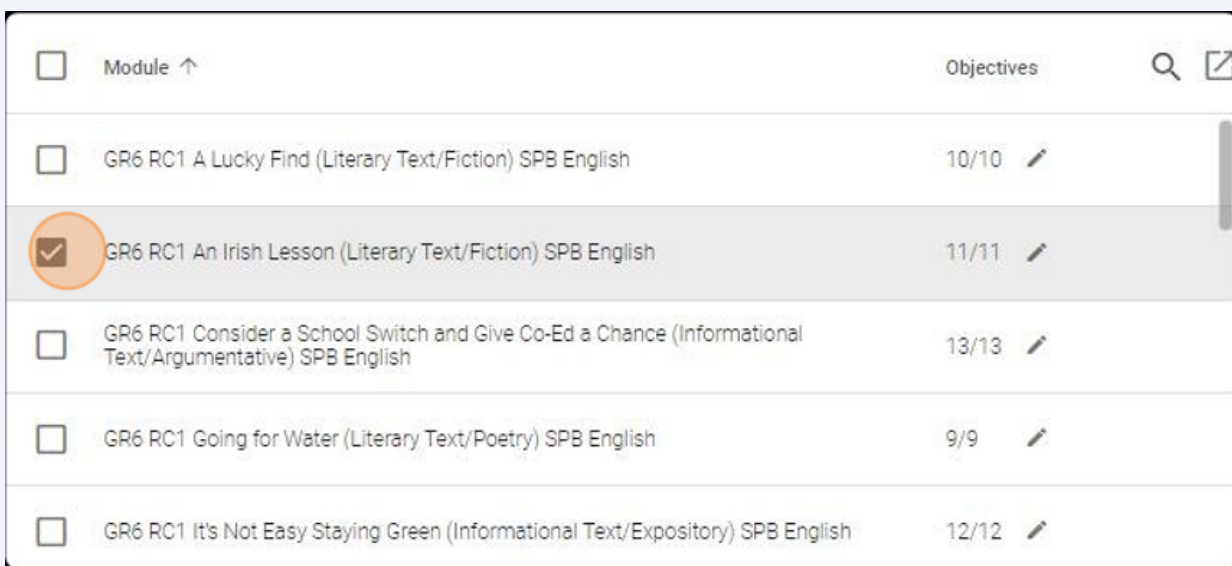 Module ↑ Objectives
GR6 RC1 A Lucky Find (Literary Text/Fiction) SPB English 10/10
GR6 RC1 An Irish Lesson (Literary Text/Fiction) SPB English 11/11
GR6 RC1 Consider a School Switch and Give Co-Ed a Chance (Informational
Text/Argumentative) SPB English 13/13
GR6 RC1 Going for Water (Literary Text/Poetry) SPB English 9/9
GR6 RC1 It's Not Easy Staying Green (Informational Text/Expository) SPB English 12/12